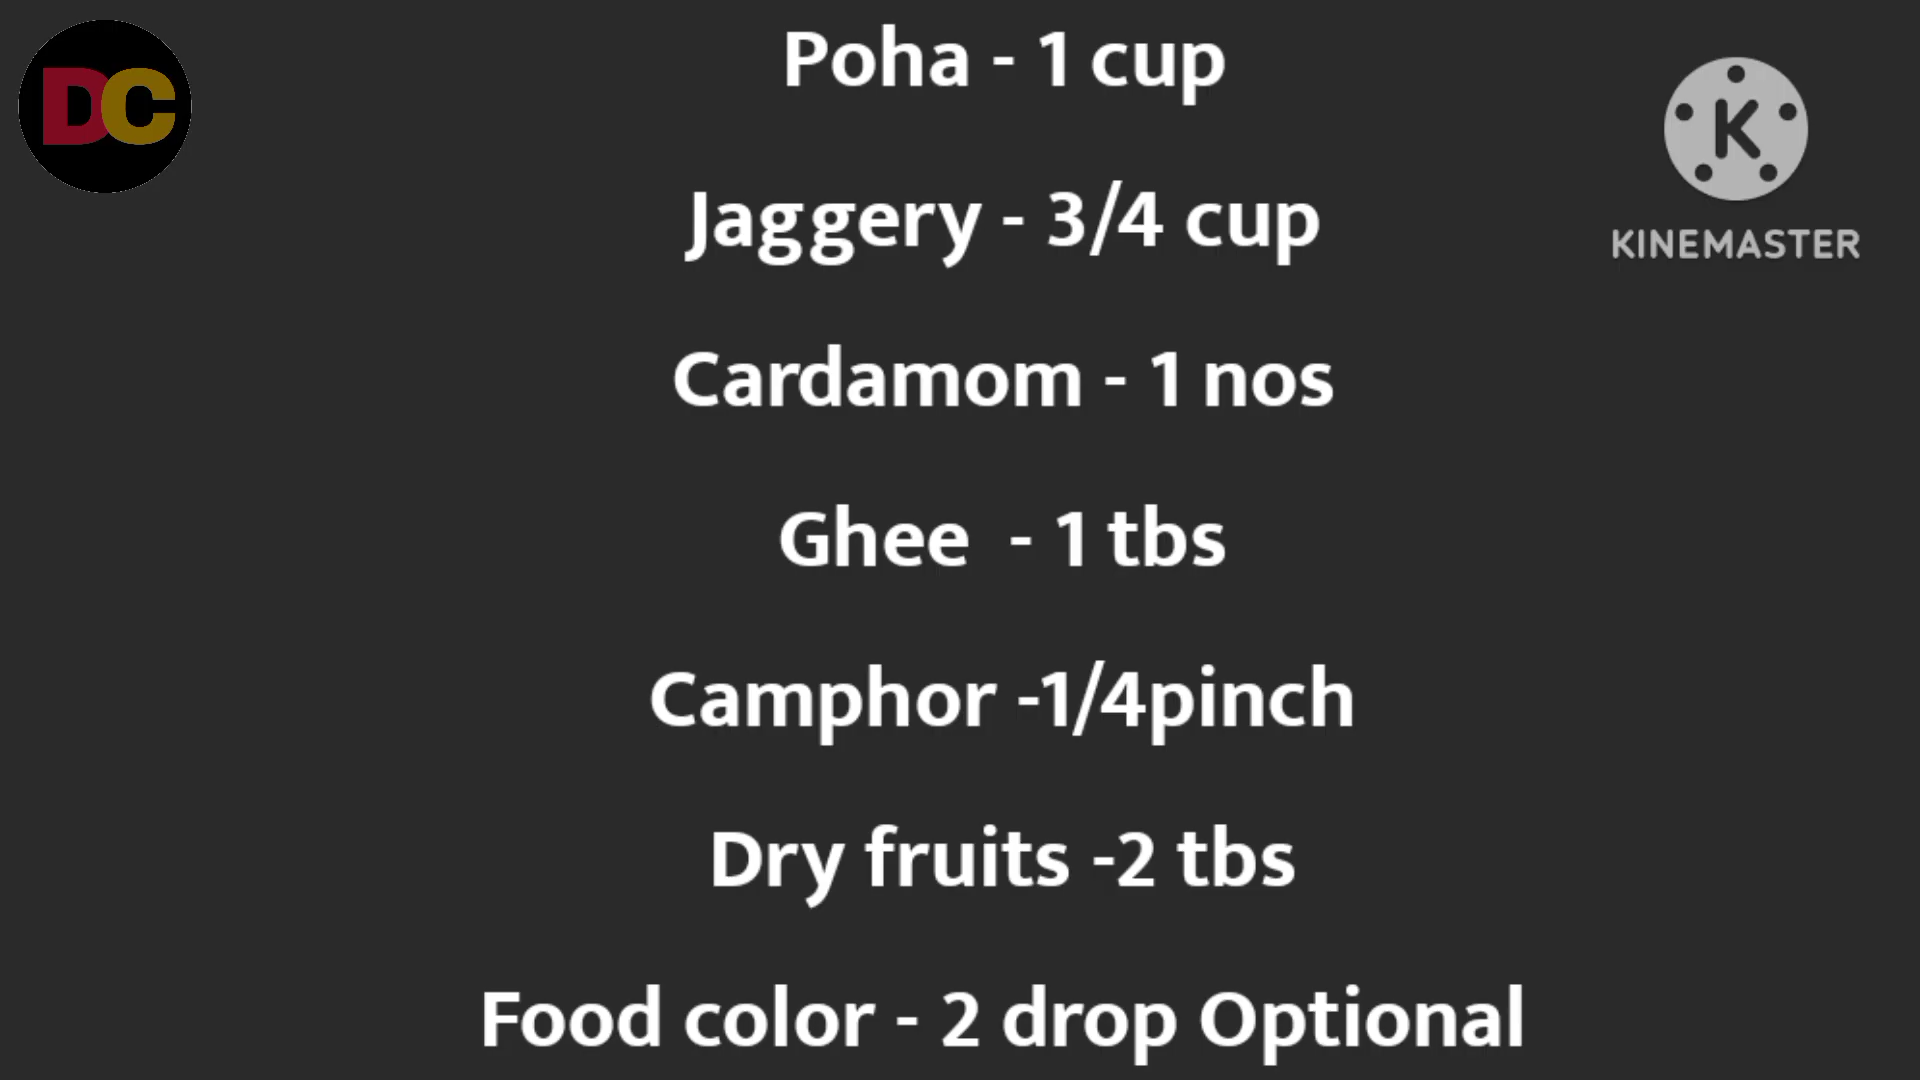 DC
Poha - 1 cup
K
KINEMASTER
Jaggery - 3/4 cup
Cardamom - 1 nos
Ghee  - 1 tbs
Camphor -1/4pinch
Dry fruits -2 tbs
Food color - 2 drop Optional